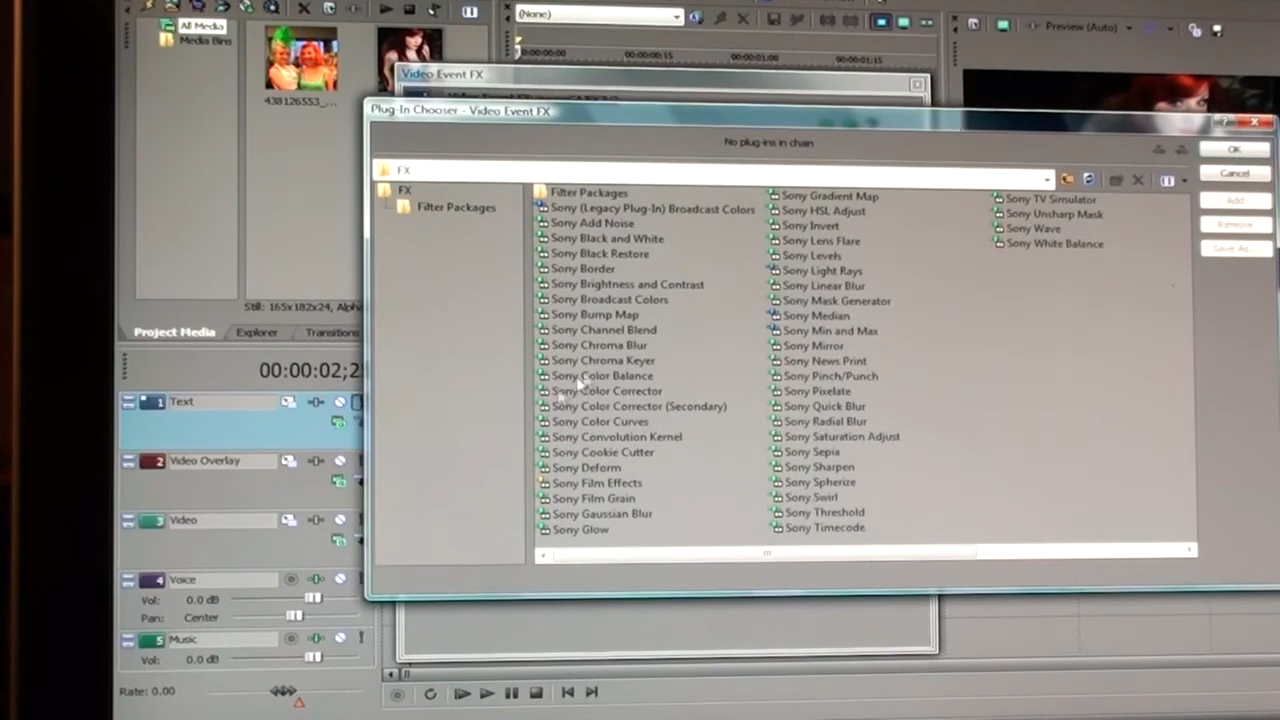 All Media
Media Bins
438126553_...
(None)
00:00:00
00:00:00:15
00:00:01:00
00:00:01:15
Preview (Auto)
Video Event FX
Plug-In Chooser - Video Event FX
No plug-ins in chain
FX
OK
Cancel
Add
Remove
Save As...
FX
Filter Packages
Filter Packages
Sony (Legacy Plug-In) Broadcast Colors
Sony Add Noise
Sony Black and White
Sony Black Restore
Sony Border
Sony Brightness and Contrast
Sony Broadcast Colors
Sony Bump Map
Sony Channel Blend
Sony Chroma Blur
Sony Chroma Keyer
Sony Color Balance
Sony Color Corrector
Sony Color Corrector (Secondary)
Sony Color Curves
Sony Convolution Kernel
Sony Cookie Cutter
Sony Deform
Sony Film Effects
Sony Film Grain
Sony Gaussian Blur
Sony Glow
Sony Gradient Map
Sony HSL Adjust
Sony Invert
Sony Lens Flare
Sony Levels
Sony Light Rays
Sony Linear Blur
Sony Mask Generator
Sony Median
Sony Min and Max
Sony Mirror
Sony News Print
Sony Pinch/Punch
Sony Pixelate
Sony Quick Blur
Sony Radial Blur
Sony Saturation Adjust
Sony Sepia
Sony Sharpen
Sony Spherize
Sony Swirl
Sony Threshold
Sony Timecode
Sony TV Simulator
Sony Unsharp Mask
Sony Wave
Sony White Balance
Still: 165x182x24, Alpha
Project Media
Explorer
Transitions
00:00:02;2
1 Text
2 Video Overlay
3 Video
4 Voice
Vol: 0.0 dB
Pan: Center
5 Music
Vol: 0.0 dB
Rate: 0.00